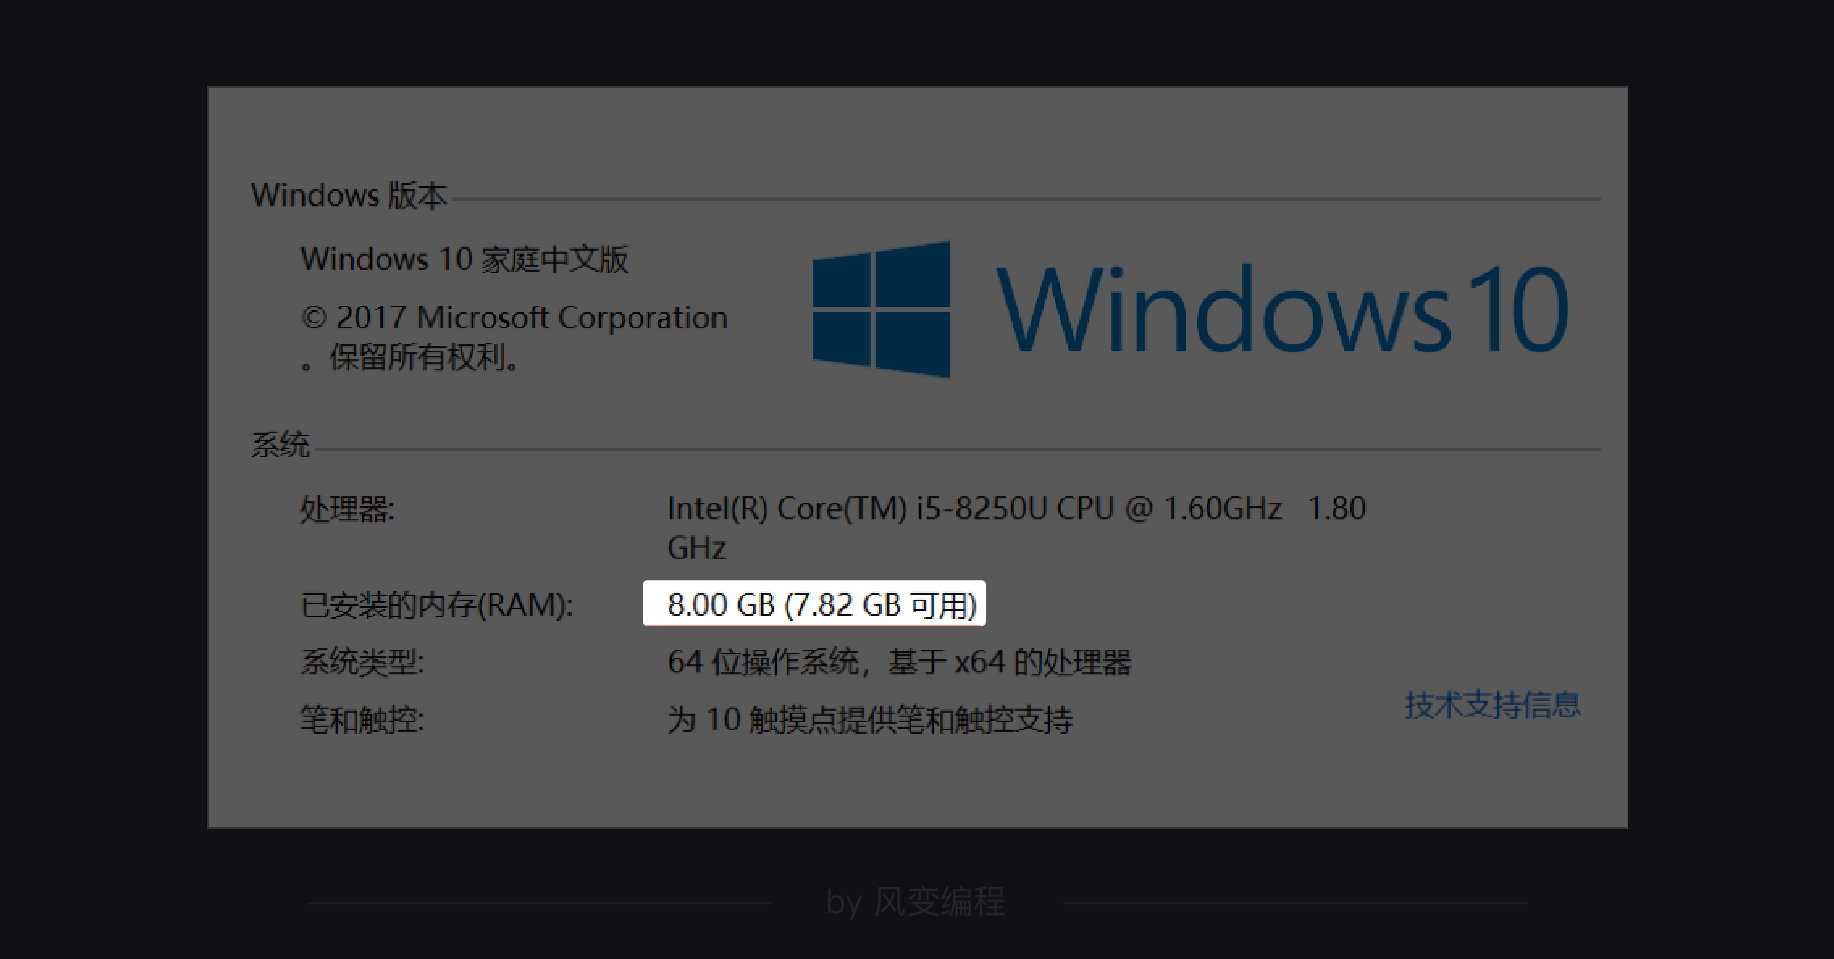 Windows 版本
Windows 10 家庭中文版
© 2017 Microsoft Corporation
。保留所有权利。
Windows 10
系统
处理器: Intel(R) Core(TM) i5-8250U CPU @ 1.60GHz 1.80
GHz
已安装的内存(RAM): 8.00 GB (7.82 GB 可用)
系统类型: 64 位操作系统，基于 x64 的处理器
笔和触控: 为 10 触摸点提供笔和触控支持
技术支持信息
by 风变编程